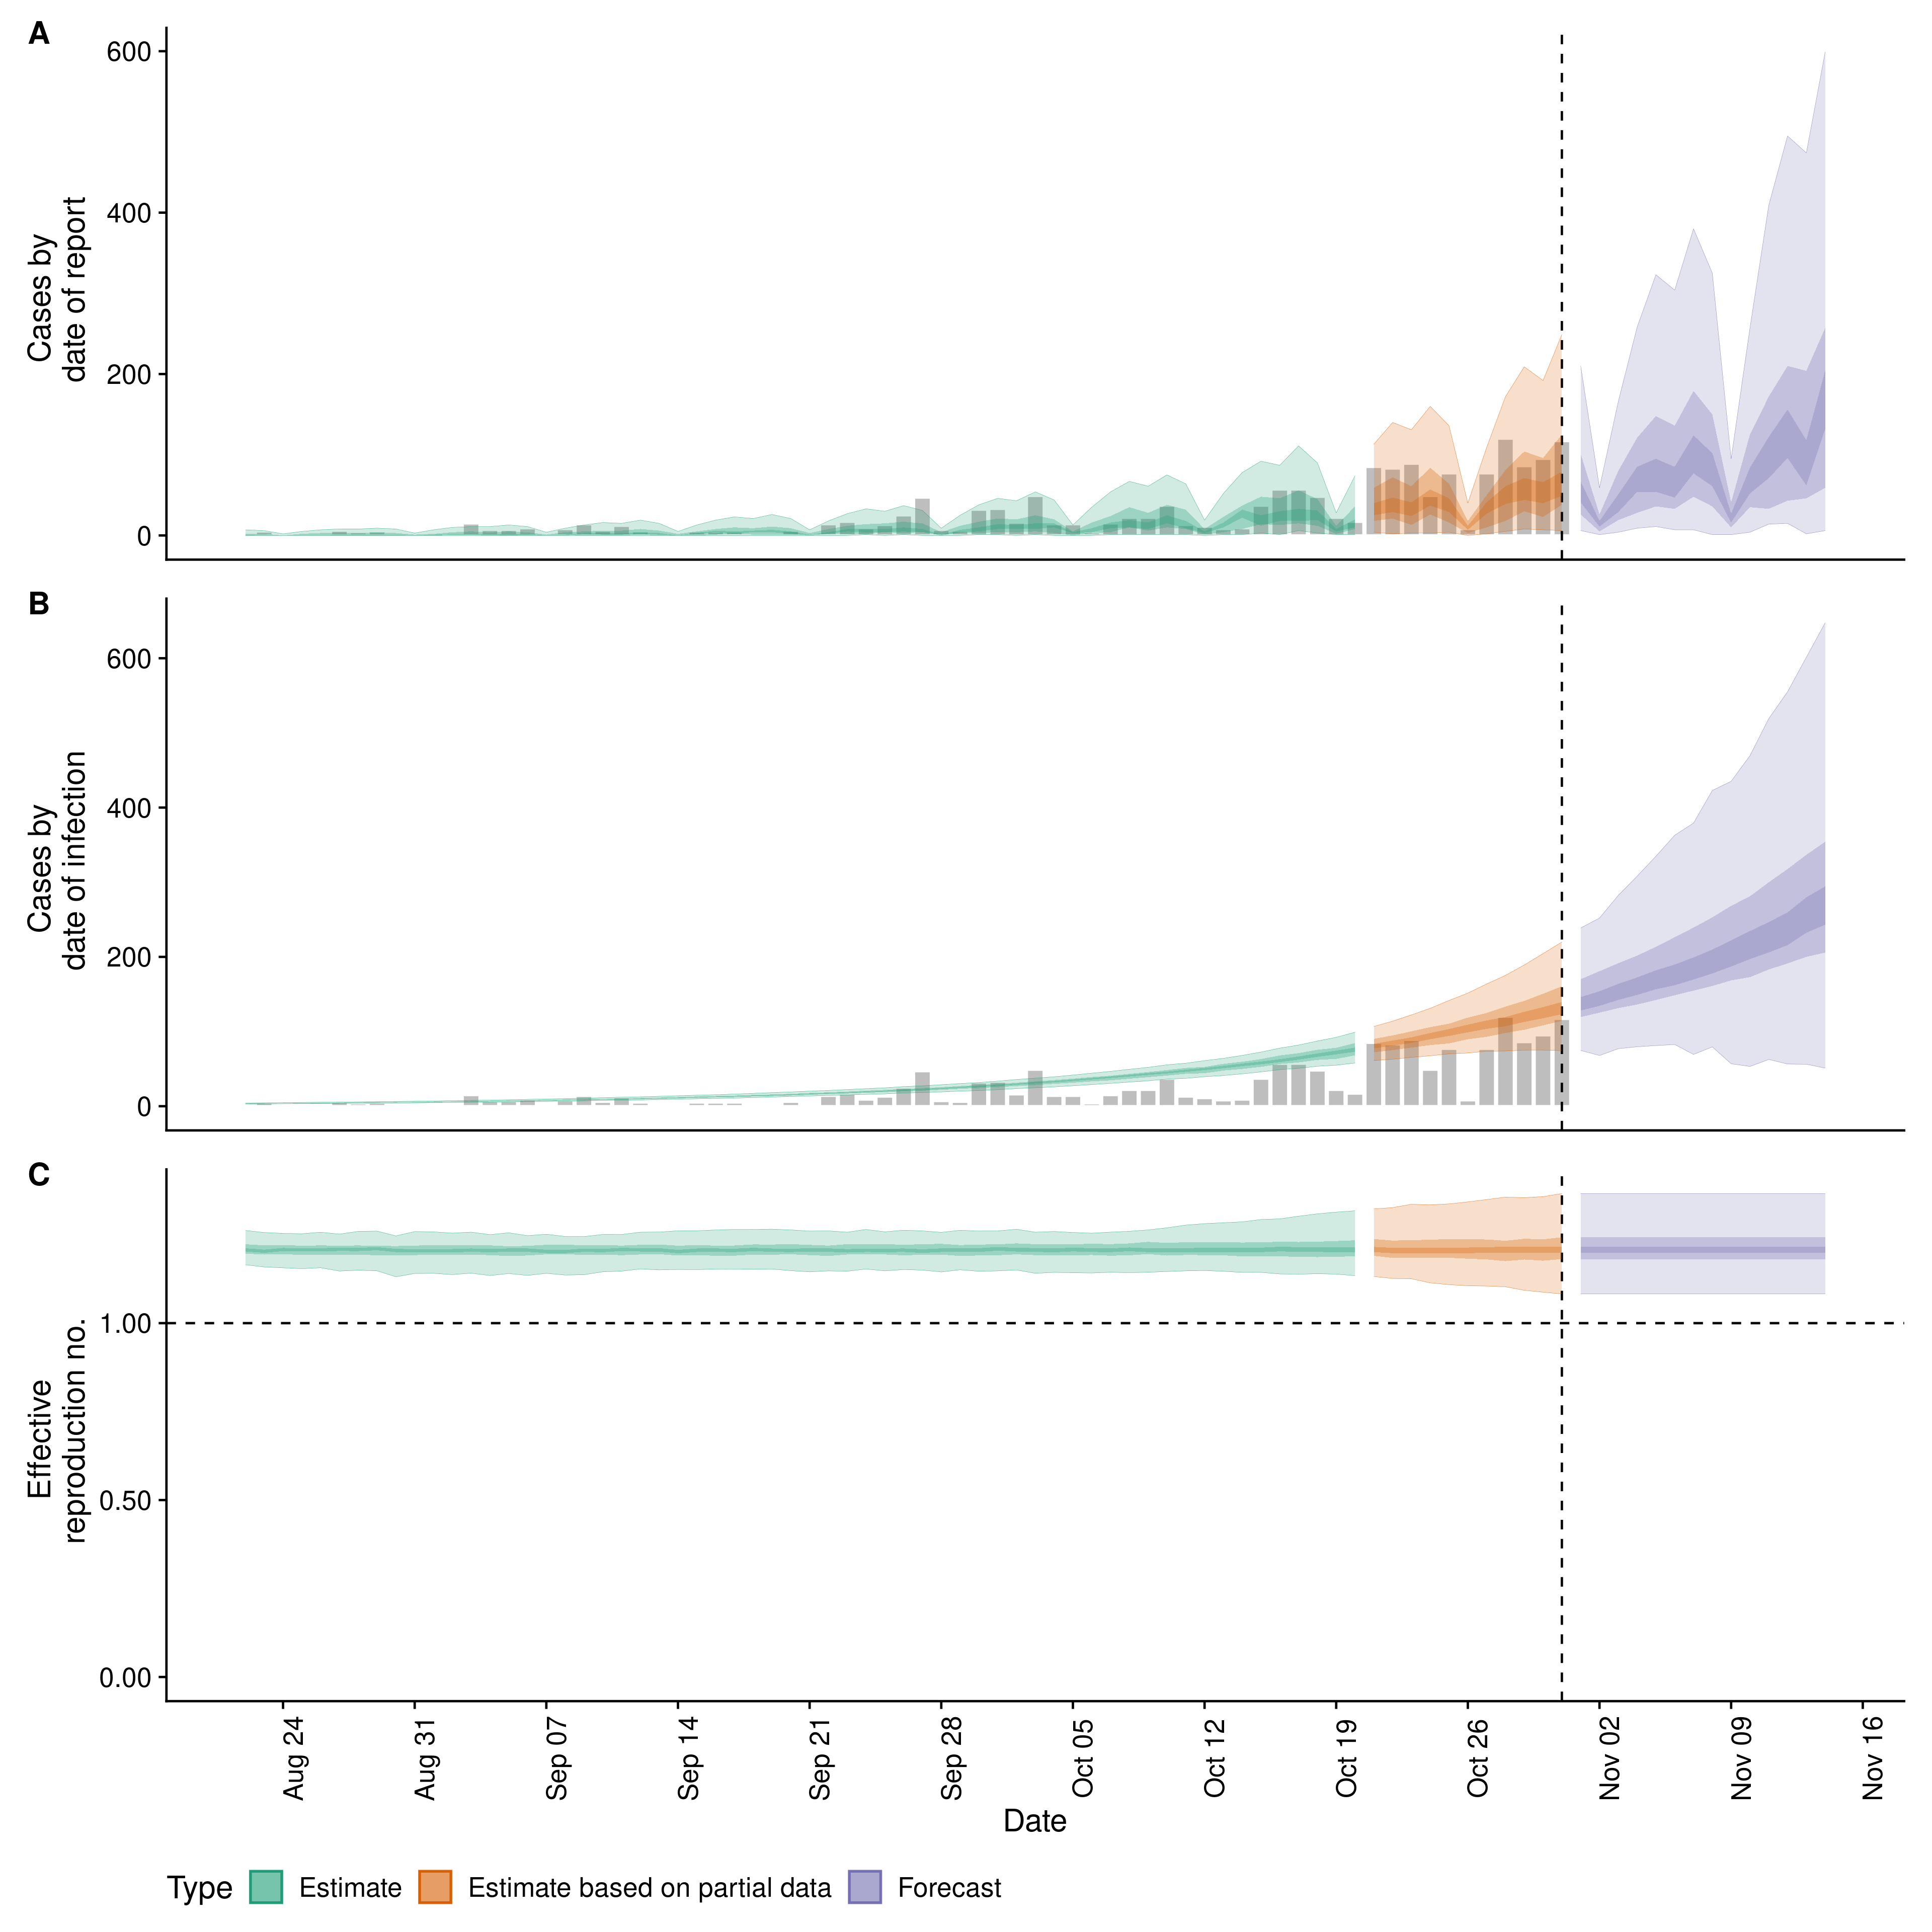 A
600
400
200
0
Cases by
date of report
B
600
400
200
0
Cases by
date of infection
C
1.00
0.50
0.00
Effective
reproduction no.
Aug 24
Aug 31
Sep 07
Sep 14
Sep 21
Sep 28
Oct 05
Oct 12
Oct 19
Oct 26
Nov 02
Nov 09
Nov 16
Date
Type Estimate Estimate based on partial data Forecast